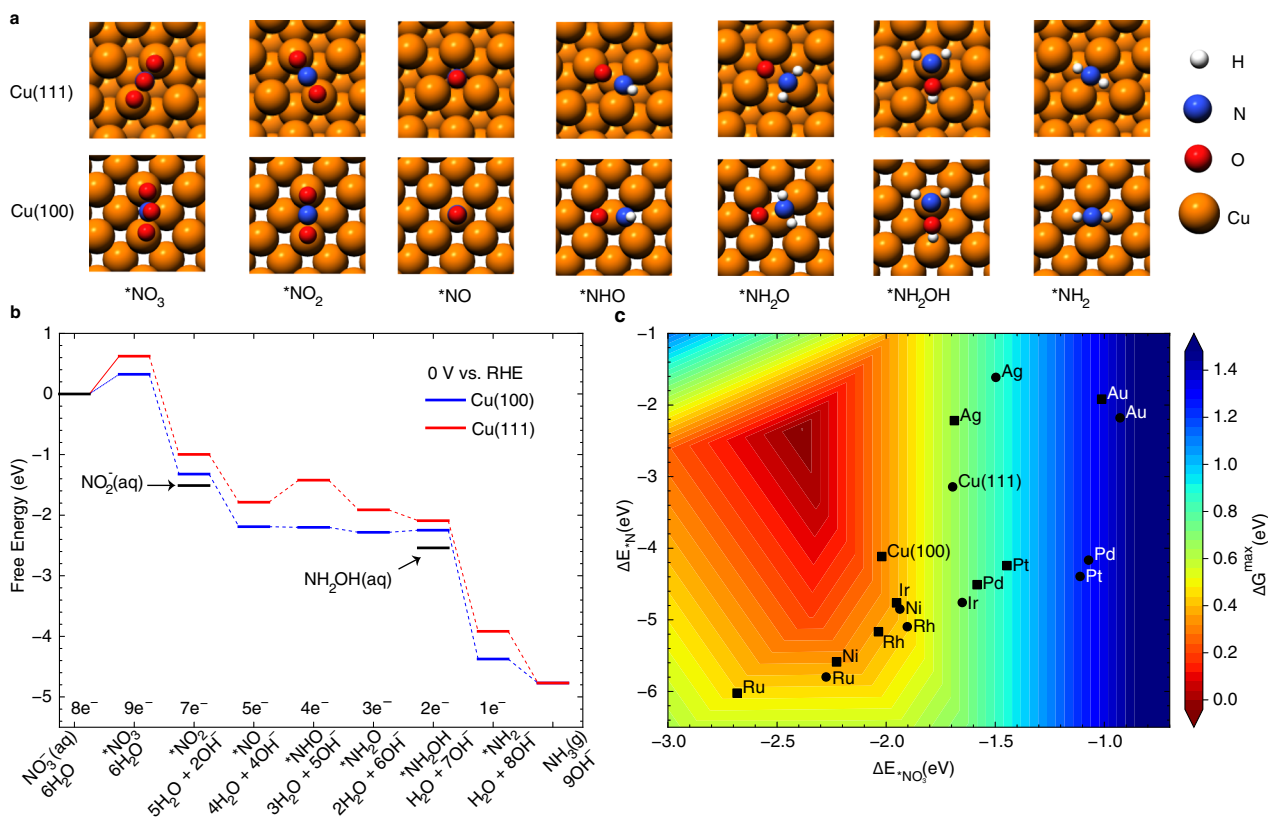 a
Cu(111)
Cu(100)
*NO3
*NO2
*NO
*NHO
*NH2O
*NH2OH
*NH2
H
N
O
Cu
b
Free Energy (eV)
1
0
−1
−2
−3
−4
−5
0 V vs. RHE
Cu(100)
Cu(111)
NO2−(aq)
NH2OH(aq)
8e− 9e− 7e− 5e− 4e− 3e− 2e− 1e−
NO3−(aq)
6H2O
*NO3
6H2O
*NO2
5H2O + 2OH−
*NO
4H2O + 4OH−
*NHO
3H2O + 5OH−
*NH2O
2H2O + 6OH−
*NH2OH
H2O + 7OH−
*NH2
H2O + 8OH−
NH3(g)
9OH−
c
ΔE*N(eV)
−1
−2
−3
−4
−5
−6
Ag
Au
Au
Ag
Cu(111)
Cu(100)
Pd
Pt
Pt
Pd
Ir
Ir
Ni
Rh
Rh
Ni
Ru
Ru
−3.0 −2.5 −2.0 −1.5 −1.0
ΔE*NO3(eV)
1.4
1.2
1.0
0.8
0.6
0.4
0.2
0.0
ΔGmax(eV)